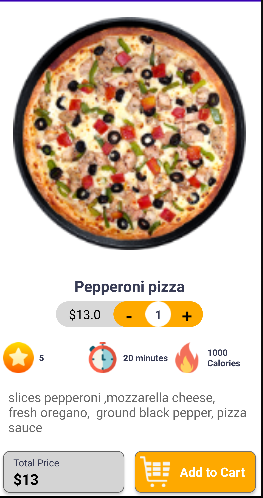 Pepperoni pizza
$13.0 - 1 +
5 20 minutes 1000
Calories
slices pepperoni ,mozzarella cheese,
fresh oregano, ground black pepper, pizza
sauce
Total Price
$13
Add to Cart